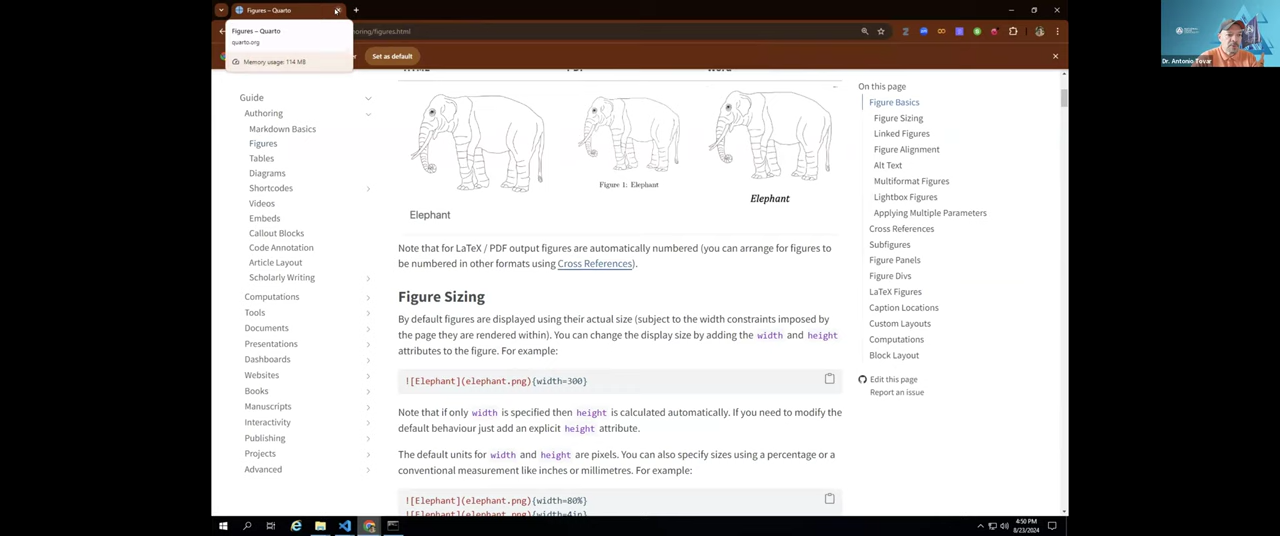 Figures – Quarto
Figures – Quarto
quarto.org
Memory usage: 114 MB
oring/figures.html
Set as default
Dr. Antonio Tovar
Guide
Authoring
Markdown Basics
Figures
Tables
Diagrams
Shortcodes
Videos
Embeds
Callout Blocks
Code Annotation
Article Layout
Scholarly Writing
Computations
Tools
Documents
Presentations
Dashboards
Websites
Books
Manuscripts
Interactivity
Publishing
Projects
Advanced
Elephant
Figure 1: Elephant
Elephant
Note that for LaTeX / PDF output figures are automatically numbered (you can arrange for figures to
be numbered in other formats using Cross References).
Figure Sizing
By default figures are displayed using their actual size (subject to the width constraints imposed by
the page they are rendered within). You can change the display size by adding the width and height
attributes to the figure. For example:
![Elephant](elephant.png){width=300}
Note that if only width is specified then height is calculated automatically. If you need to modify the
default behaviour just add an explicit height attribute.
The default units for width and height are pixels. You can also specify sizes using a percentage or a
conventional measurement like inches or millimetres. For example:
![Elephant](elephant.png){width=80%}
![Elephant](elephant.png){width=4in}
On this page
Figure Basics
Figure Sizing
Linked Figures
Figure Alignment
Alt Text
Multiformat Figures
Lightbox Figures
Applying Multiple Parameters
Cross References
Subfigures
Figure Panels
Figure Divs
LaTeX Figures
Caption Locations
Custom Layouts
Computations
Block Layout
Edit this page
Report an issue
4:50 PM
8/23/2024